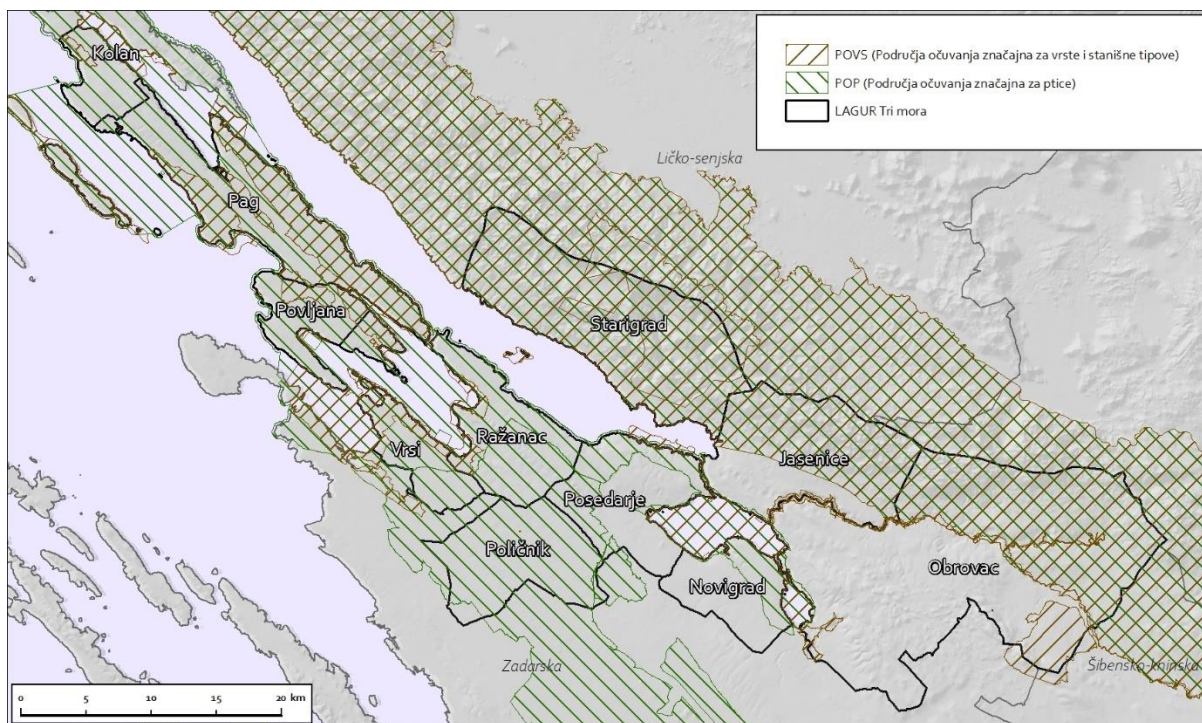 Kolan
POVS (Područja očuvanja značajna za vrste i stanišne tipove)
POP (Područja očuvanja značajna za ptice)
LAGUR Tri mora
Ličko-senjska
Pag
Povljana
Starigrad
Ražanac
Vrsi
Jasenice
Posedarje
Poličnik
Obrovac
Novigrad
Zadarska
Šibensko-kninska
0 5 10 15 20 km